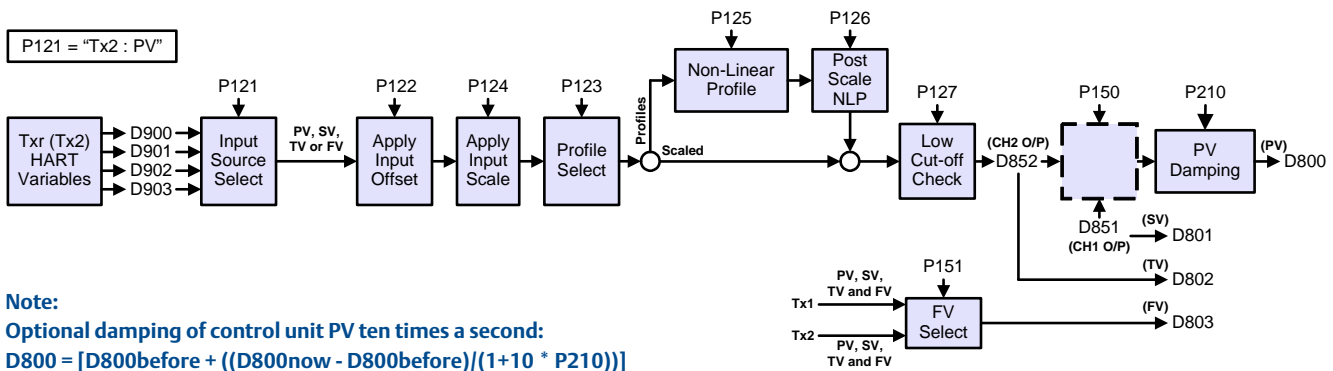 P121 = “Tx2 : PV”
P125
P126
Non-Linear
Profile
Post
Scale
NLP
P121
P122
P124
P123
Profiles
P127
P150
P210
Txr (Tx2)
HART
Variables
D900
D901
D902
D903
Input
Source
Select
PV, SV,
TV or FV
Apply
Input
Offset
Apply
Input
Scale
Profile
Select
Scaled
Low
Cut-off
Check
(CH2 O/P)
D852
PV
Damping
(PV)
D800
D851
(CH1 O/P)
(SV)
D801
(TV)
D802
P151
PV, SV,
TV and FV
Tx1
Tx2
PV, SV,
TV and FV
FV
Select
(FV)
D803
Note:
Optional damping of control unit PV ten times a second:
D800 = [D800before + ((D800now - D800before)/(1+10 * P210))]